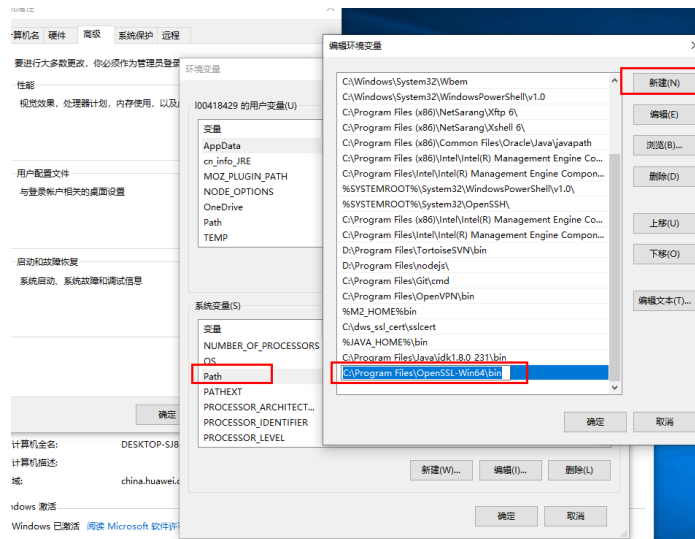 计算机名 硬件 高级 系统保护 远程
要进行大多数更改，你必须作为管理员登录
性能
视觉效果，处理器计划，内存使用，以及
用户配置文件
与登录帐户相关的桌面设置
启动和故障恢复
系统启动、系统故障和调试信息
确定
计算机全名: DESKTOP-SJ8
计算机描述:
域: china.huawei.c
ndows 激活
Windows 已激活 阅读 Microsoft 软件许
环境变量
l00418429 的用户变量(U)
变量
AppData
cn_info_JRE
MOZ_PLUGIN_PATH
NODE_OPTIONS
OneDrive
Path
TEMP
系统变量(S)
变量
NUMBER_OF_PROCESSORS
OS
Path
PATHEXT
PROCESSOR_ARCHITECT...
PROCESSOR_IDENTIFIER
PROCESSOR_LEVEL
新建(W)... 编辑(I)... 删除(L)
确定 取消
编辑环境变量
C:\Windows\System32\Wbem
C:\Windows\System32\WindowsPowerShell\v1.0
C:\Program Files (x86)\NetSarang\Xftp 6\
C:\Program Files (x86)\NetSarang\Xshell 6\
C:\Program Files (x86)\Common Files\Oracle\Java\javapath
C:\Program Files (x86)\Intel\Intel(R) Management Engine Co...
C:\Program Files\Intel\Intel(R) Management Engine Compon...
%SYSTEMROOT%\System32\WindowsPowerShell\v1.0\
%SYSTEMROOT%\System32\OpenSSH\
C:\Program Files (x86)\Intel\Intel(R) Management Engine Co...
C:\Program Files\Intel\Intel(R) Management Engine Compon...
D:\Program Files\TortoiseSVN\bin
D:\Program Files\nodejs\
C:\Program Files\Git\cmd
C:\Program Files\OpenVPN\bin
%M2_HOME%bin
C:\dws_ssl_cert\sslcert
%JAVA_HOME%\bin
C:\Program Files\Java\jdk1.8.0_231\bin
C:\Program Files\OpenSSL-Win64\bin
新建(N)
编辑(E)
浏览(B)...
删除(D)
上移(U)
下移(O)
编辑文本(T)...
确定 取消